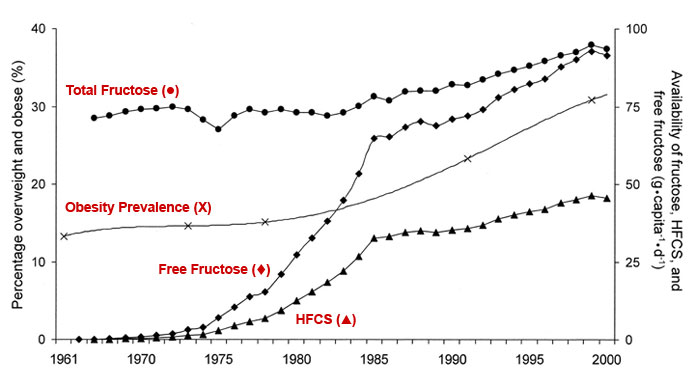 40
30
20
10
0
Percentage overweight and obese (%)
Total Fructose (●)
Obesity Prevalence (X)
Free Fructose (♦)
HFCS (▲)
100
75
50
25
0
Availability of fructose, HFCS, and
free fructose (g•capita⁻¹•d⁻¹)
1961 1970 1975 1980 1985 1990 1995 2000